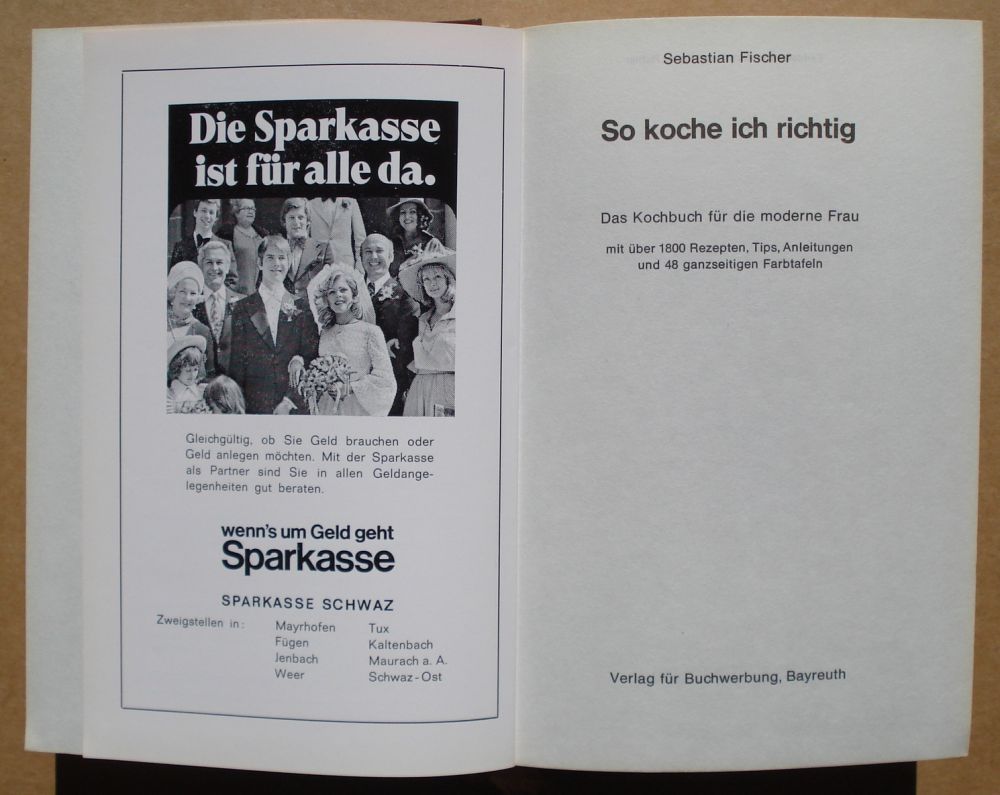 Die Sparkasse
ist für alle da.
Gleichgültig, ob Sie Geld brauchen oder
Geld anlegen möchten. Mit der Sparkasse
als Partner sind Sie in allen Geldange-
legenheiten gut beraten.
wenn's um Geld geht
Sparkasse
SPARKASSE SCHWAZ
Zweigstellen in: Mayrhofen Tux
Fügen Kaltenbach
Jenbach Maurach a. A.
Weer Schwaz-Ost
Sebastian Fischer
So koche ich richtig
Das Kochbuch für die moderne Frau
mit über 1800 Rezepten, Tips, Anleitungen
und 48 ganzseitigen Farbtafeln
Verlag für Buchwerbung, Bayreuth